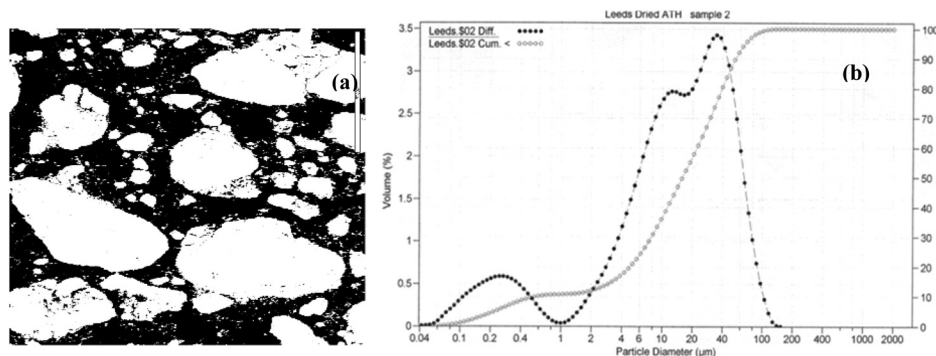 (a)
Leeds Dried ATH sample 2
Leeds.$02 Diff.
Leeds.$02 Cum. <
(b)
Volume (%)
3.5
3
2.5
2
1.5
1
0.5
0
100
90
80
70
60
50
40
30
20
10
0
0.04 0.1 0.2 0.4 1 2 4 6 10 20 40 100 200 400 1000 2000
Particle Diameter (µm)